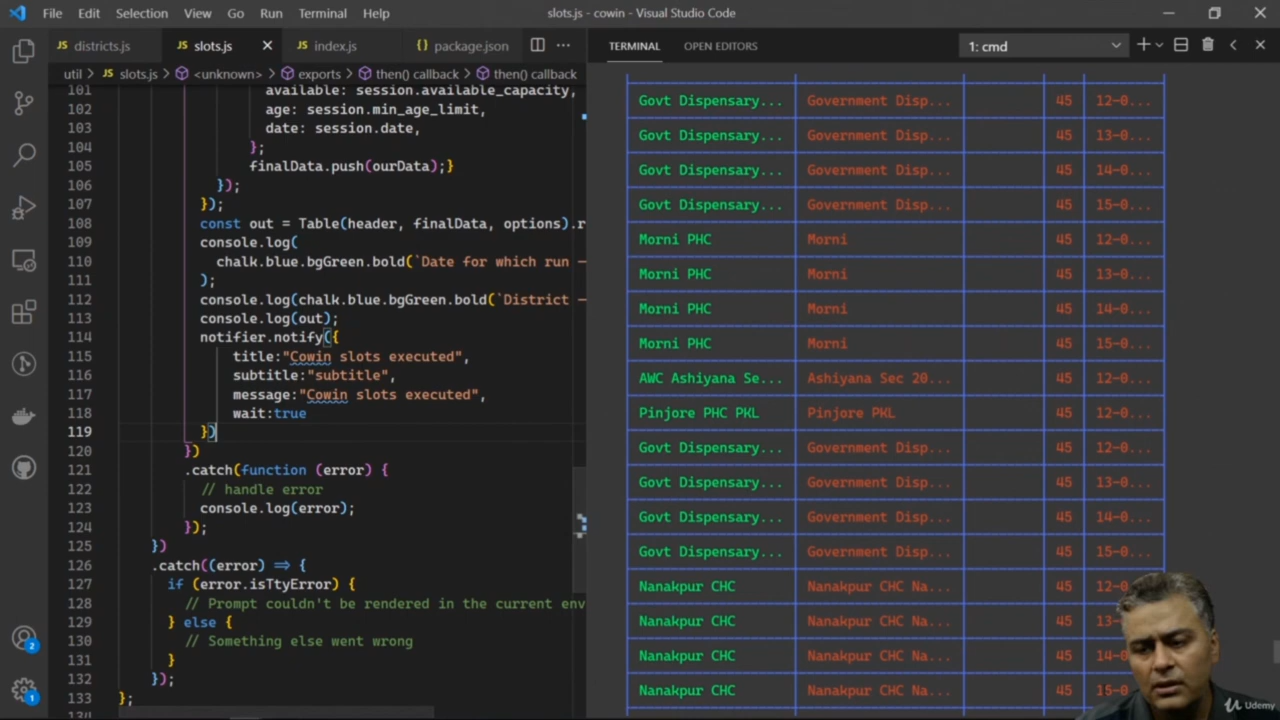 File Edit Selection View Go Run Terminal Help slots.js - cowin - Visual Studio Code
districts.js slots.js index.js package.json
util > slots.js > <unknown> > exports > then() callback > then() callback
101 available: session.available_capacity,
102 age: session.min_age_limit,
103 date: session.date,
104 };
105 finalData.push(ourData);}
106 });
107 });
108 const out = Table(header, finalData, options).r
109 console.log(
110 chalk.blue.bgGreen.bold(`Date for which run -
111 );
112 console.log(chalk.blue.bgGreen.bold(`District -
113 console.log(out);
114 notifier.notify({
115 title:"Cowin slots executed",
116 subtitle:"subtitle",
117 message:"Cowin slots executed",
118 wait:true
119 })
120 })
121 .catch(function (error) {
122 // handle error
123 console.log(error);
124 });
125 })
126 .catch((error) => {
127 if (error.isTtyError) {
128 // Prompt couldn't be rendered in the current env
129 } else {
130 // Something else went wrong
131 }
132 });
133 };
134
2
1
TERMINAL OPEN EDITORS 1: cmd
Govt Dispensary... Government Disp... 45 12-0...
Govt Dispensary... Government Disp... 45 13-0...
Govt Dispensary... Government Disp... 45 14-0...
Govt Dispensary... Government Disp... 45 15-0...
Morni PHC Morni 45 12-0...
Morni PHC Morni 45 13-0...
Morni PHC Morni 45 14-0...
Morni PHC Morni 45 15-0...
AWC Ashiyana Se... Ashiyana Sec 20... 45 12-0...
Pinjore PHC PKL Pinjore PKL 45 12-0...
Govt Dispensary... Government Disp... 45 12-0...
Govt Dispensary... Government Disp... 45 13-0...
Govt Dispensary... Government Disp... 45 14-0...
Govt Dispensary... Government Disp... 45 15-0...
Nanakpur CHC Nanakpur CHC Na... 45 12-0...
Nanakpur CHC Nanakpur CHC Na... 45 13-
Nanakpur CHC Nanakpur CHC Na... 45 14-
Nanakpur CHC Nanakpur CHC Na... 45 15-0
Udemy